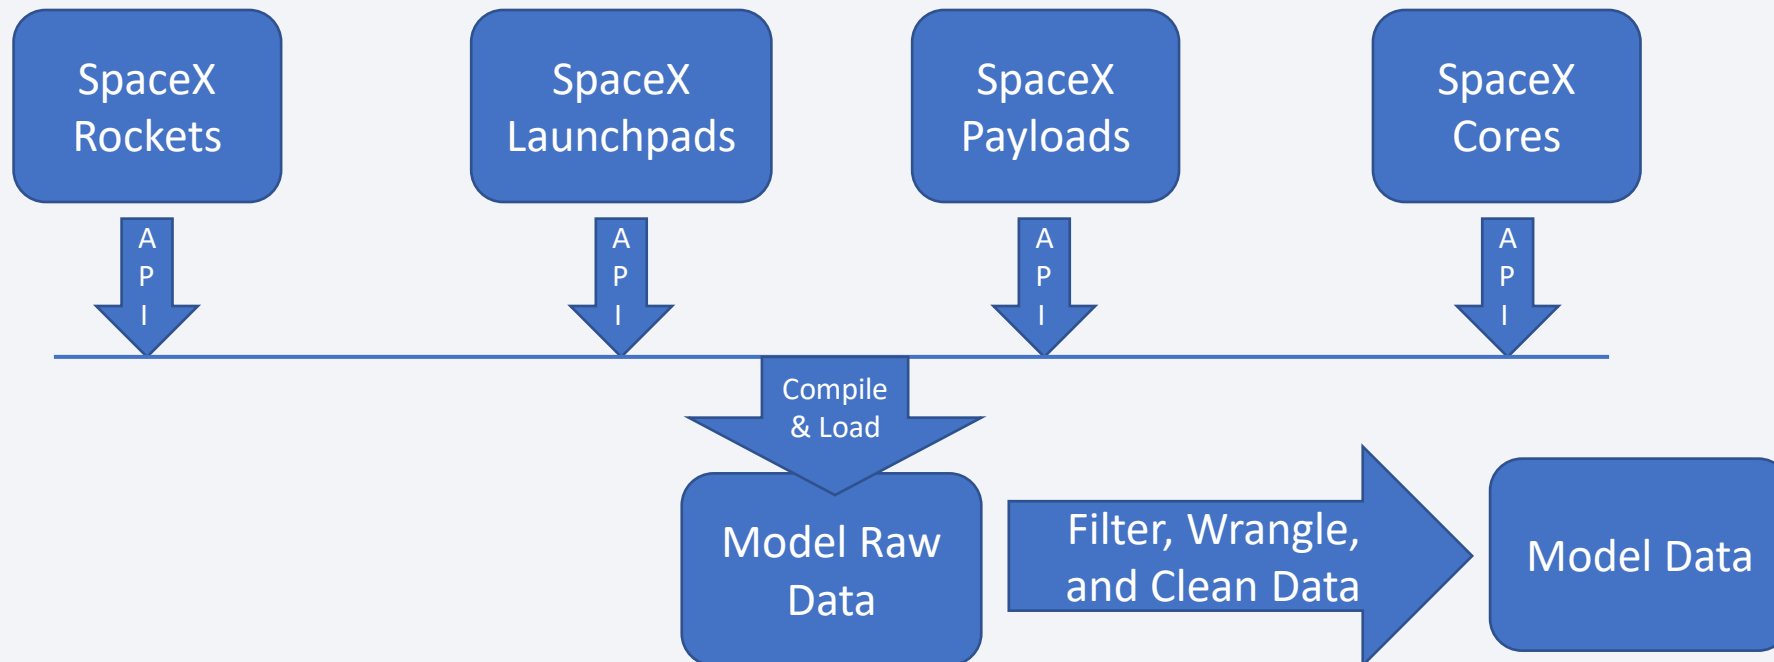 SpaceX
Rockets
SpaceX
Launchpads
SpaceX
Payloads
SpaceX
Cores
A
P
I
A
P
I
A
P
I
A
P
I
Compile
& Load
Model Raw
Data
Filter, Wrangle,
and Clean Data
Model Data